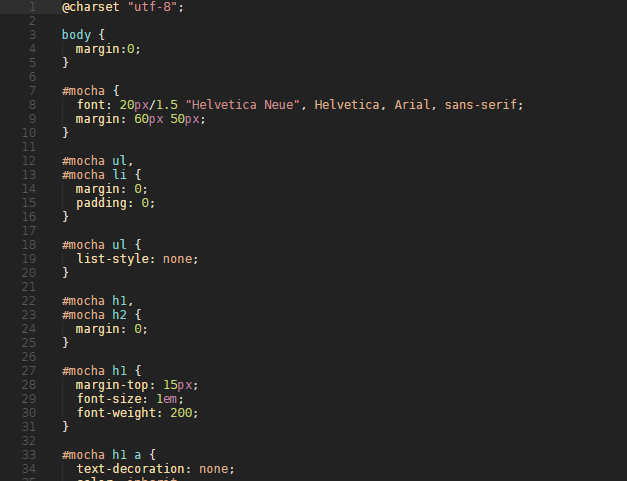 1 @charset "utf-8";
2
3 body {
4 margin:0;
5 }
6
7 #mocha {
8 font: 20px/1.5 "Helvetica Neue", Helvetica, Arial, sans-serif;
9 margin: 60px 50px;
10 }
11
12 #mocha ul,
13 #mocha li {
14 margin: 0;
15 padding: 0;
16 }
17
18 #mocha ul {
19 list-style: none;
20 }
21
22 #mocha h1,
23 #mocha h2 {
24 margin: 0;
25 }
26
27 #mocha h1 {
28 margin-top: 15px;
29 font-size: 1em;
30 font-weight: 200;
31 }
32
33 #mocha h1 a {
34 text-decoration: none;